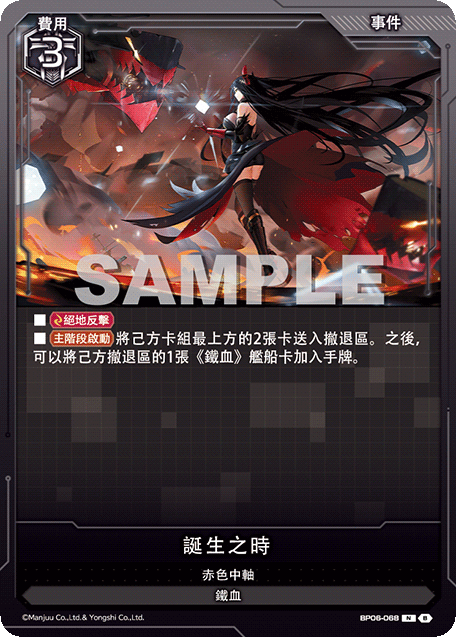 費用
事件
3
SAMPLE
■ 絕地反擊
■ 主階段啟動 將己方卡組最上方的2張卡送入撤退區。之後,
可以將己方撤退區的1張《鐵血》艦船卡加入手牌。
誕生之時
赤色中軸
鐵血
©Manjuu Co.,Ltd.& Yongshi Co.,Ltd.
BP06-068 N B